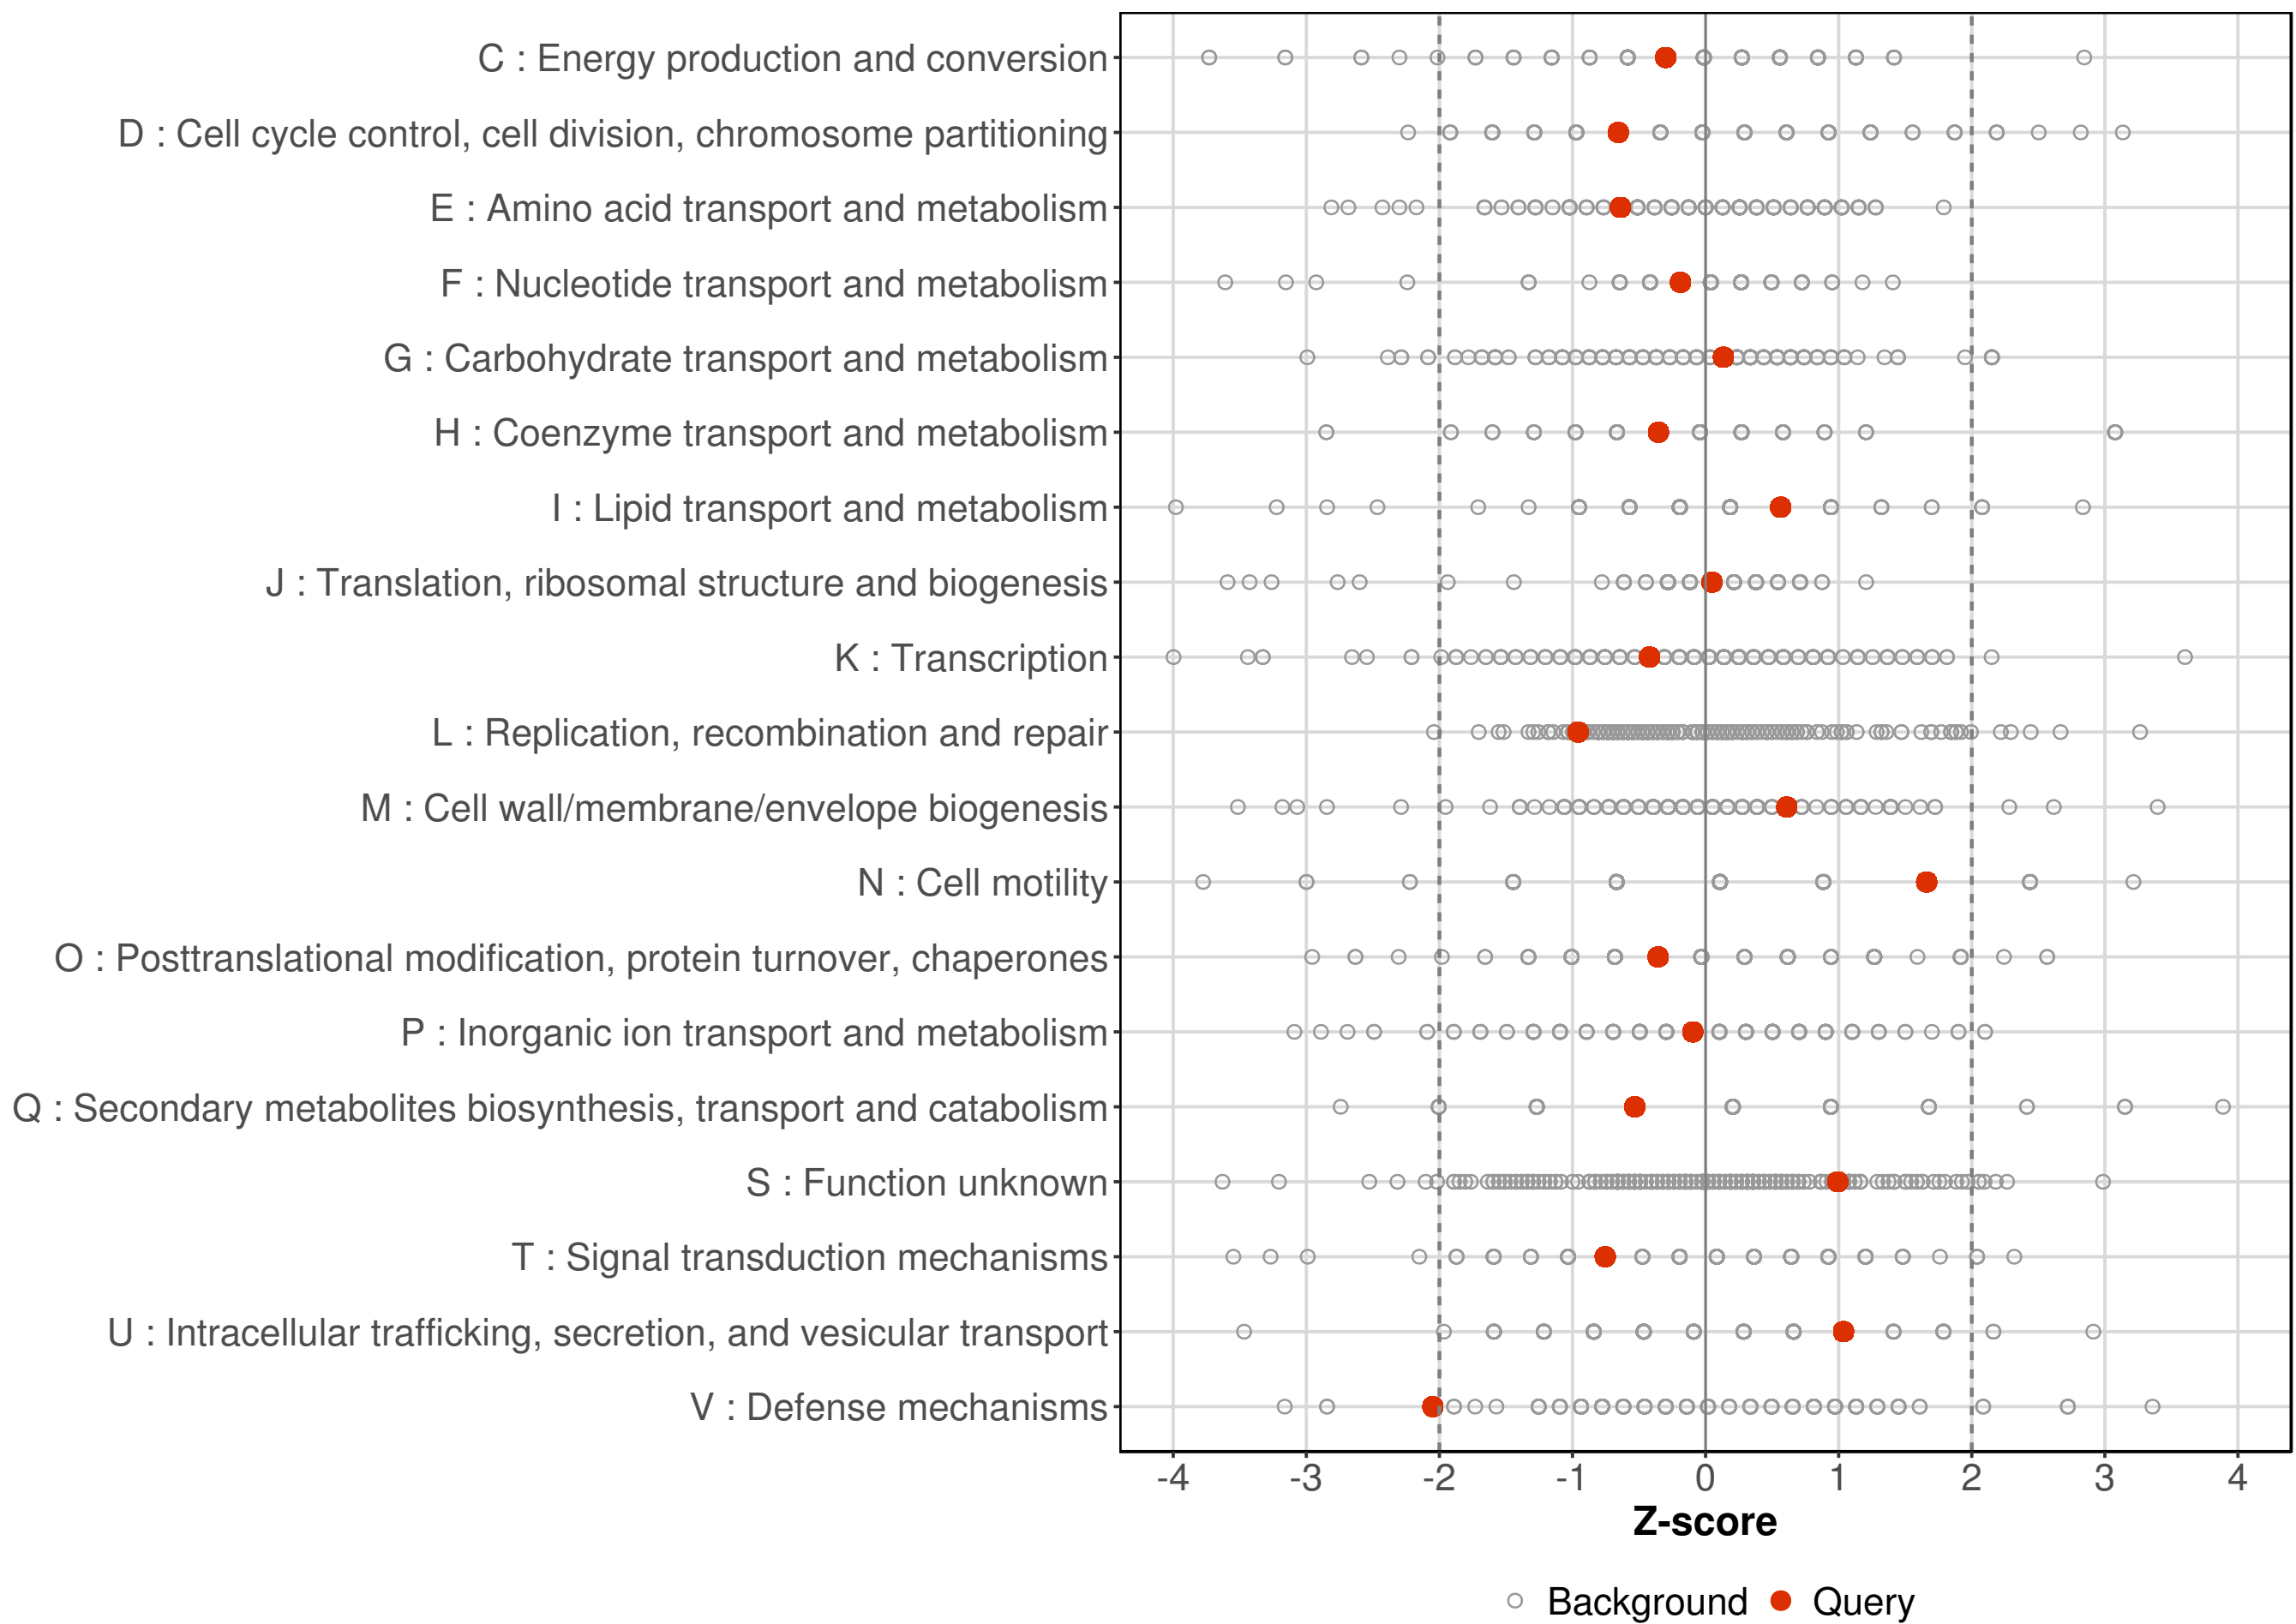 C : Energy production and conversion
D : Cell cycle control, cell division, chromosome partitioning
E : Amino acid transport and metabolism
F : Nucleotide transport and metabolism
G : Carbohydrate transport and metabolism
H : Coenzyme transport and metabolism
I : Lipid transport and metabolism
J : Translation, ribosomal structure and biogenesis
K : Transcription
L : Replication, recombination and repair
M : Cell wall/membrane/envelope biogenesis
N : Cell motility
O : Posttranslational modification, protein turnover, chaperones
P : Inorganic ion transport and metabolism
Q : Secondary metabolites biosynthesis, transport and catabolism
S : Function unknown
T : Signal transduction mechanisms
U : Intracellular trafficking, secretion, and vesicular transport
V : Defense mechanisms
-4 -3 -2 -1 0 1 2 3 4
Z-score
Background Query